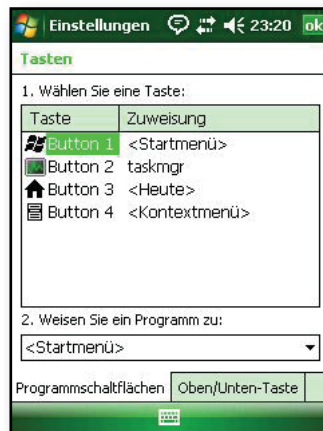 Einstellungen 23:20 ok
Tasten
1. Wählen Sie eine Taste:
Taste Zuweisung
Button 1 <Startmenü>
Button 2 taskmgr
Button 3 <Heute>
Button 4 <Kontextmenü>
2. Weisen Sie ein Programm zu:
<Startmenü>
Programmschaltflächen Oben/Unten-Taste